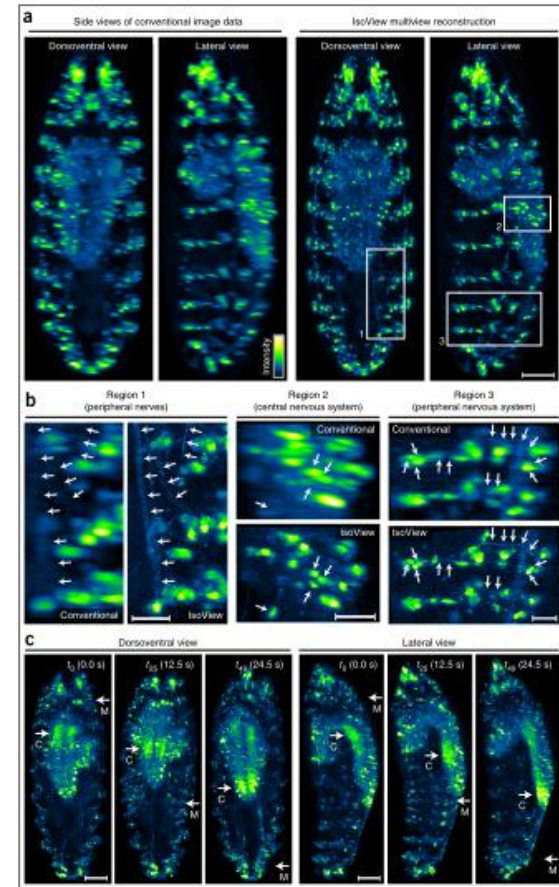 a
Side views of conventional image data
IsoView multiview reconstruction
Dorsoventral view
Lateral view
Dorsoventral view
Lateral view
Intensity
1
2
3
b
Region 1
(peripheral nerves)
Region 2
(central nervous system)
Region 3
(peripheral nervous system)
Conventional
IsoView
Conventional
IsoView
Conventional
IsoView
c
Dorsoventral view
Lateral view
t0 (0.0 s)
t25 (12.5 s)
t49 (24.5 s)
t0 (0.0 s)
t25 (12.5 s)
t49 (24.5 s)
M
C
C
M
C
M
C
M
C
M
C
M